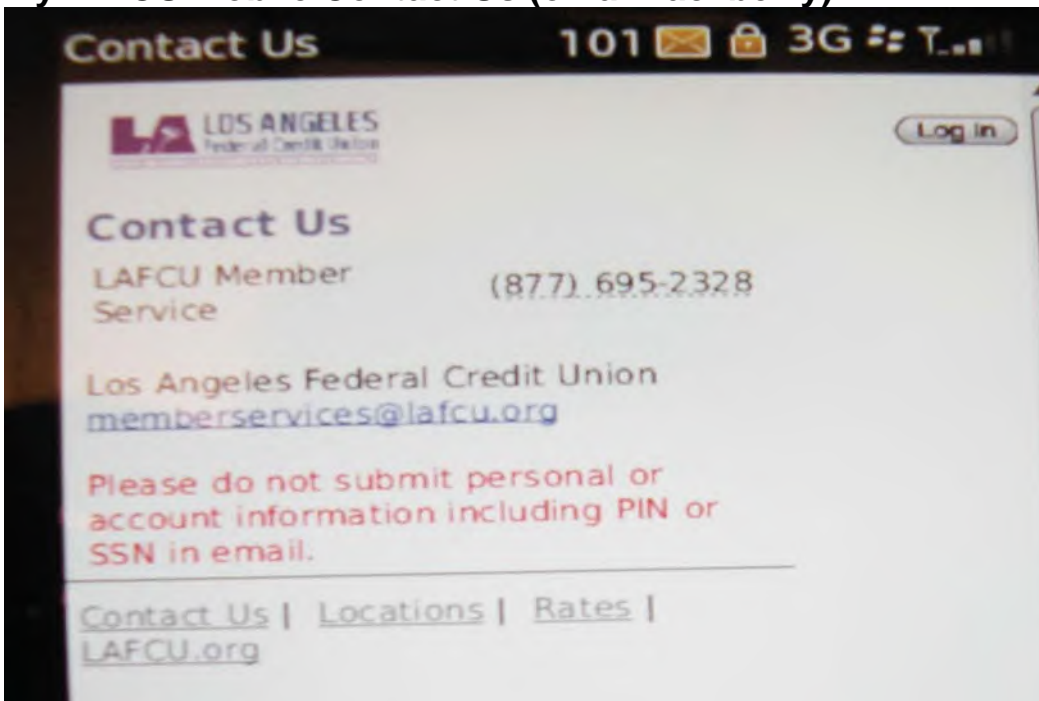 Contact Us 101 3G
LA LOS ANGELES
Federal Credit Union
Log In
Contact Us
LAFCU Member
Service
(877) 695-2328
Los Angeles Federal Credit Union
memberservices@lafcu.org
Please do not submit personal or
account information including PIN or
SSN in email.
Contact Us | Locations | Rates |
LAFCU.org